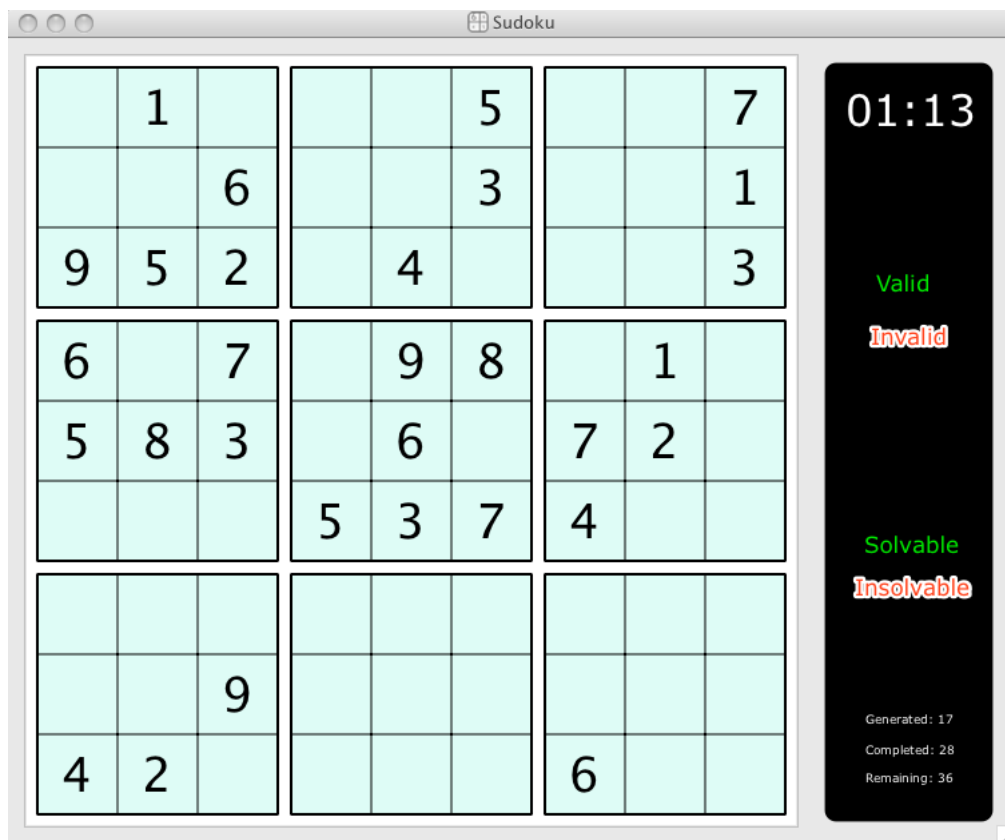 Sudoku
1 5 7
6 3 1
9 5 2 4 3
6 7 9 8 1
5 8 3 6 7 2
5 3 7 4
9
4 2 6
01:13
Valid
Invalid
Solvable
Insolvable
Generated: 17
Completed: 28
Remaining: 36